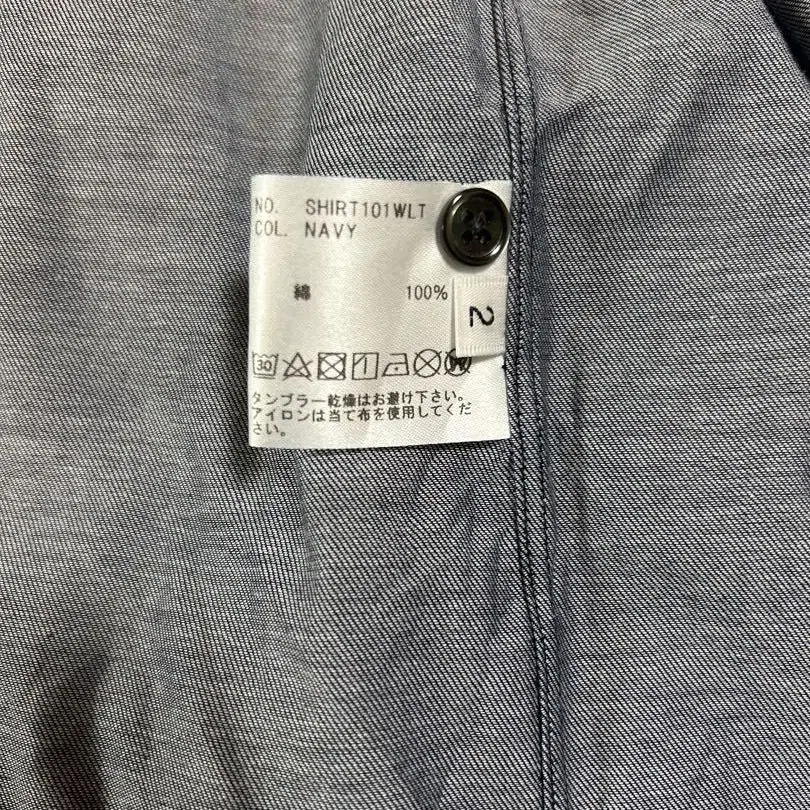 NO. SHIRT101WLT
COL. NAVY
綿 100%
2
30
タンブラー乾燥はお避け下さい。
アイロンは当て布を使用してくだ
さい。